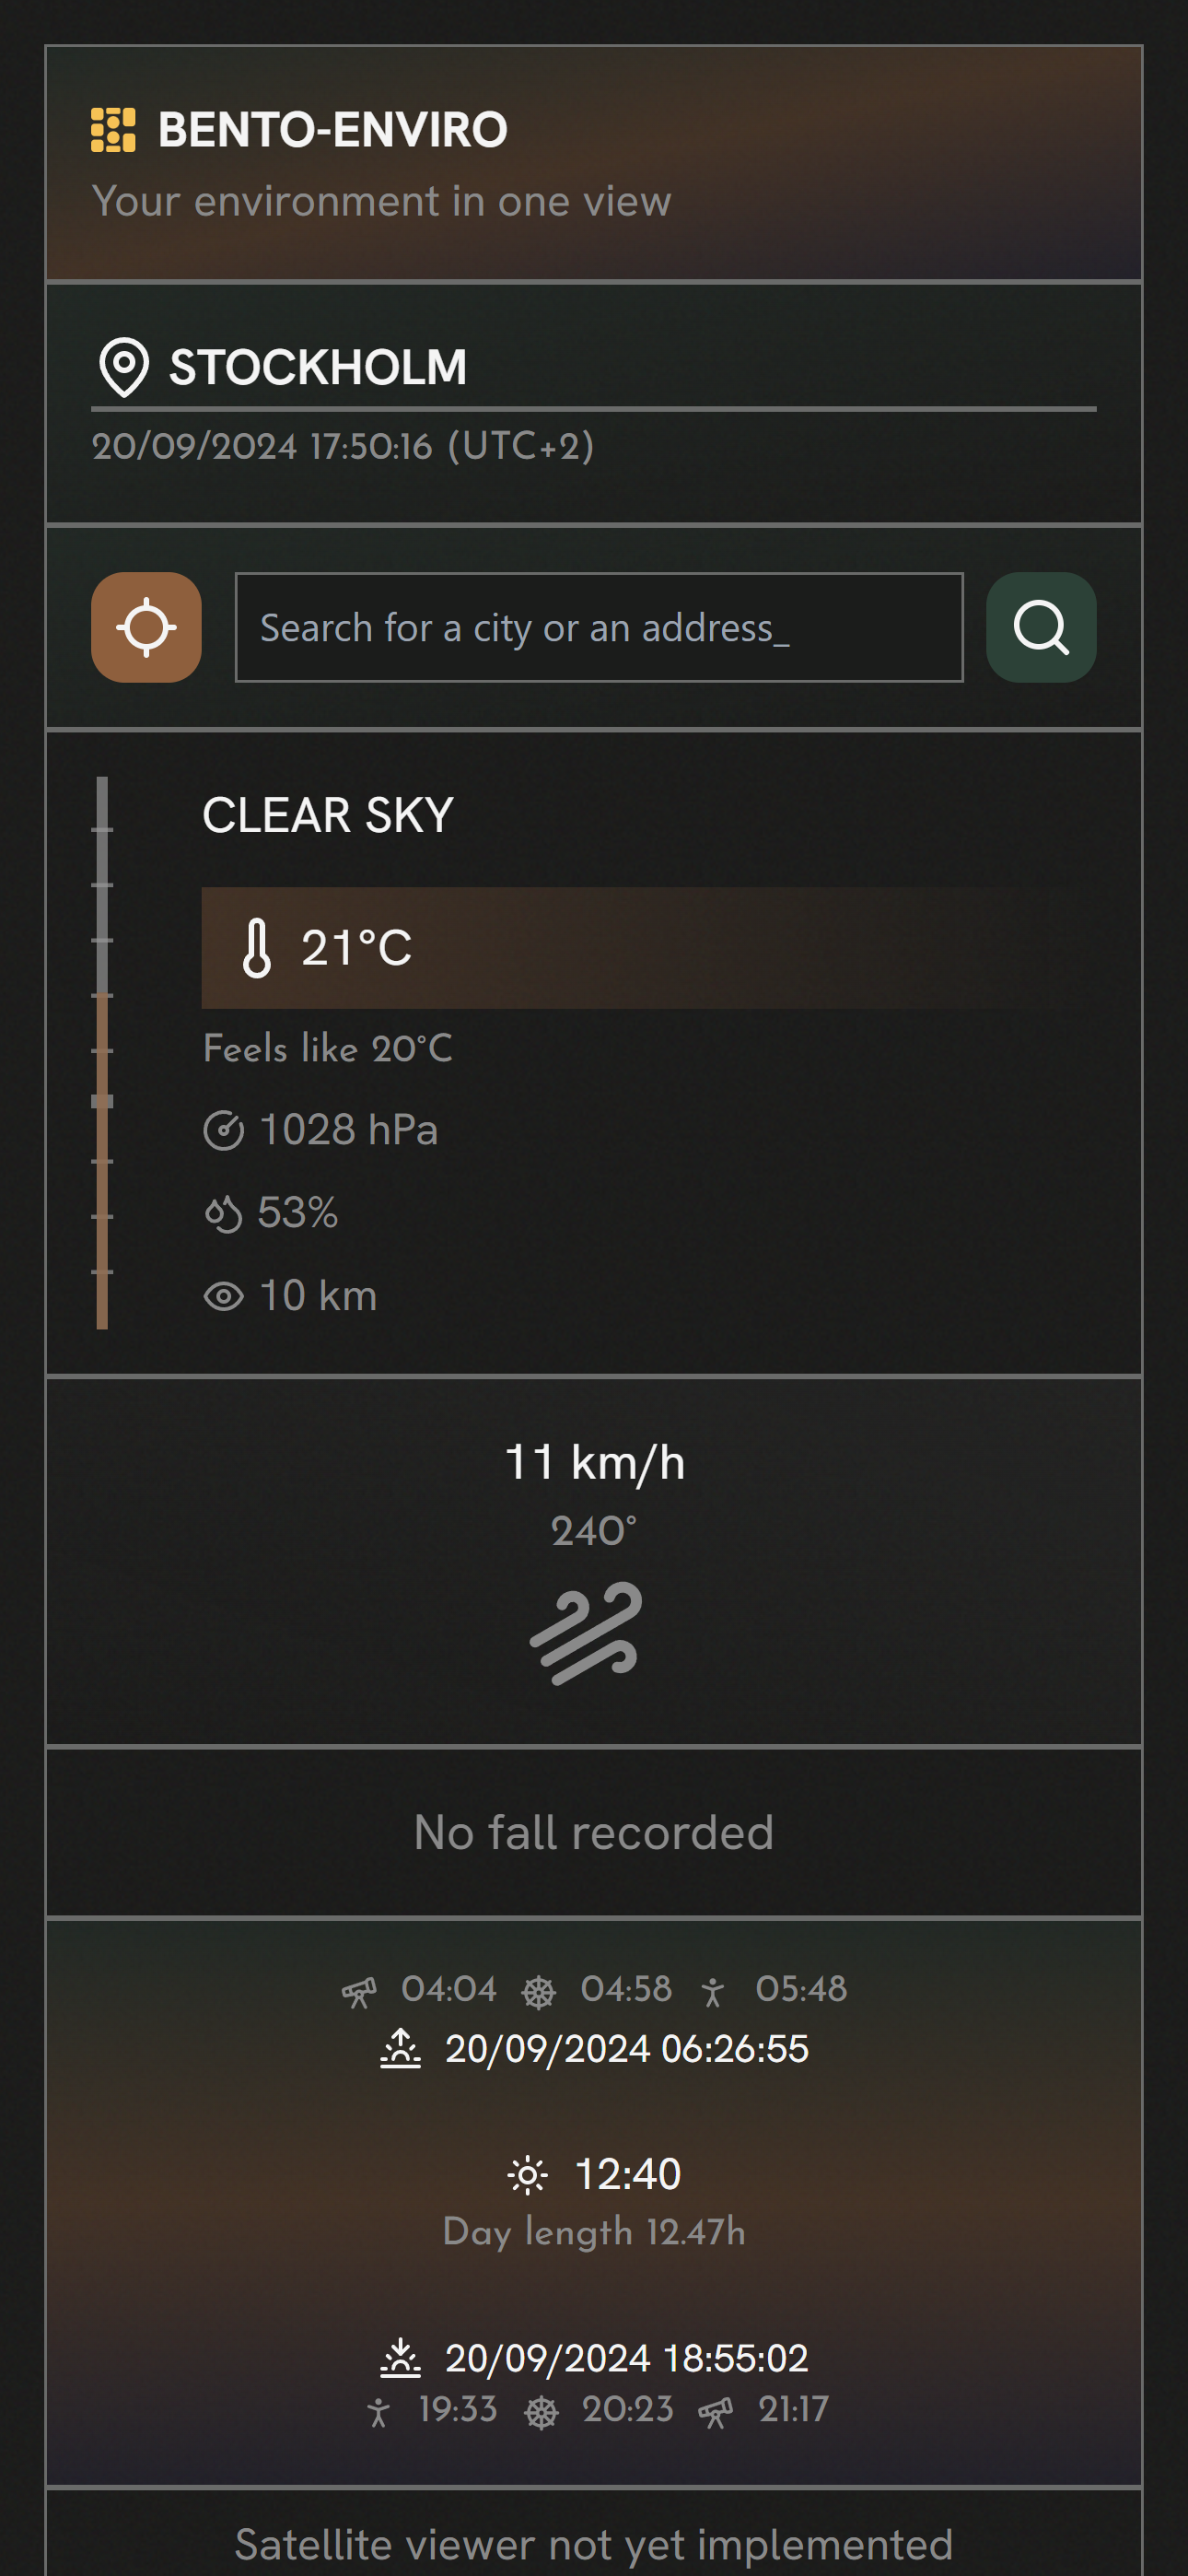 BENTO-ENVIRO
Your environment in one view
STOCKHOLM
20/09/2024 17:50:16 (UTC+2)
Search for a city or an address_
CLEAR SKY
21°C
Feels like 20°C
1028 hPa
53%
10 km
11 km/h
240°
No fall recorded
04:04 04:58 05:48
20/09/2024 06:26:55
12:40
Day length 12.47h
20/09/2024 18:55:02
19:33 20:23 21:17
Satellite viewer not yet implemented